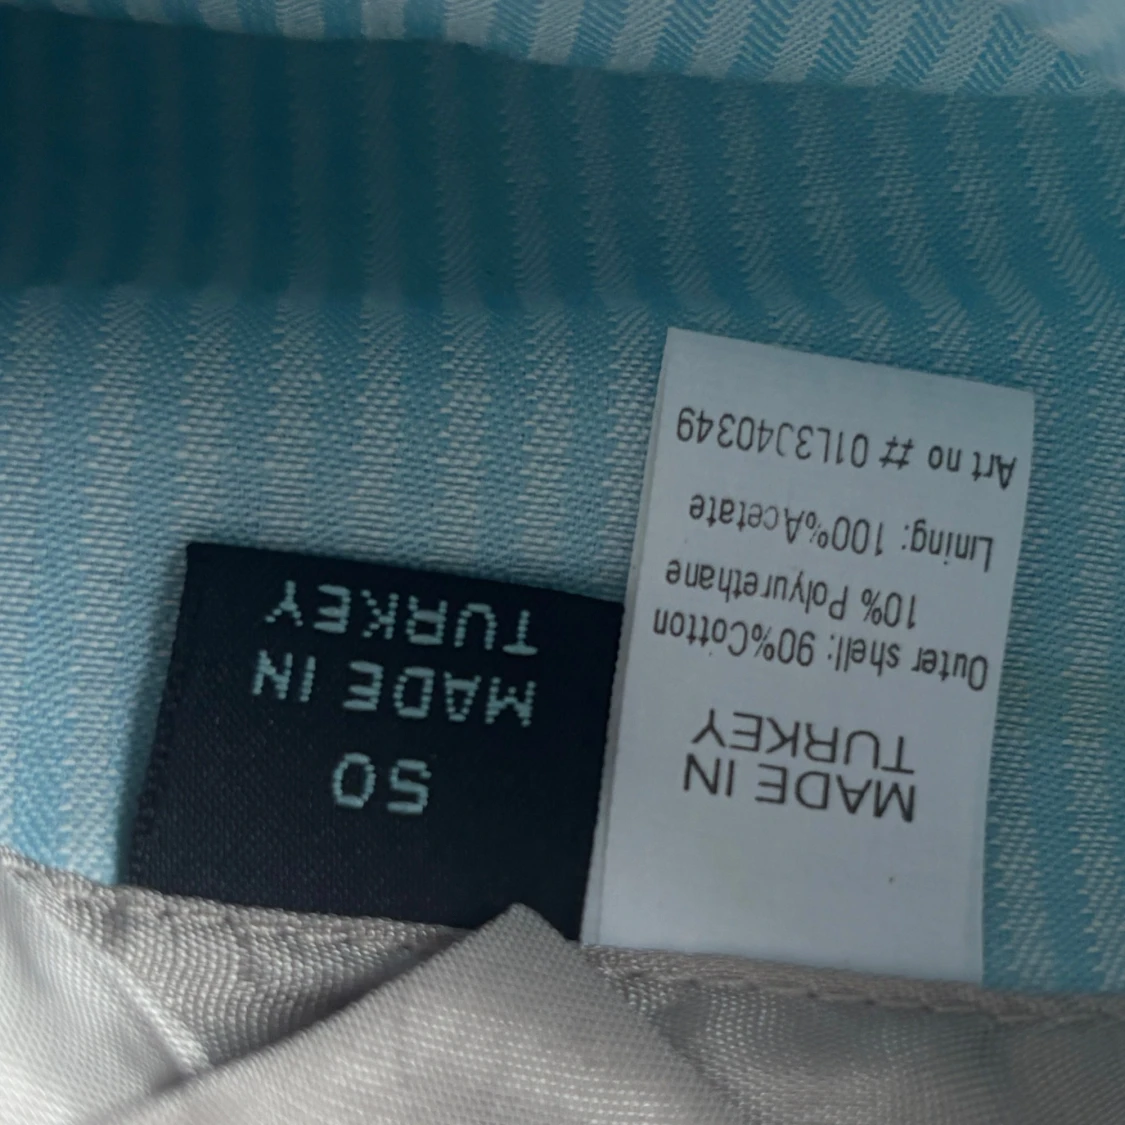 50
MADE IN
TURKEY
MADE IN
TURKEY
Outer shell: 90%Cotton
10% Polyurethane
Lining: 100%Acetate
Art no # 01L3J40349